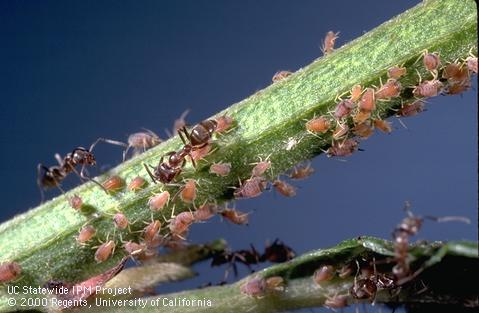 UC Statewide IPM Project
© 2000 Regents, University of California